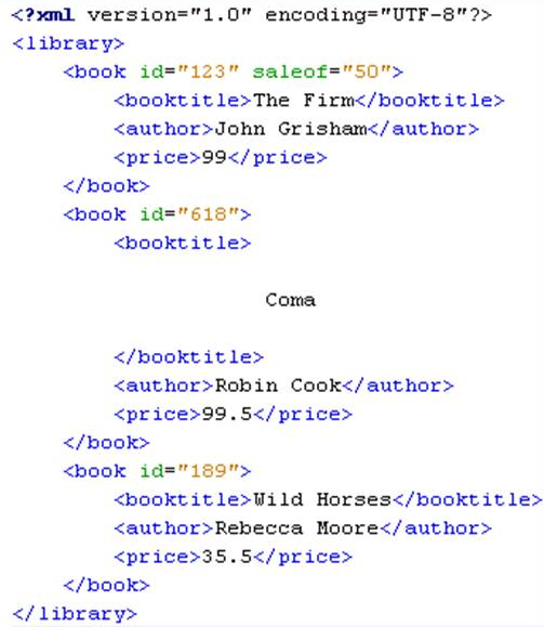 <?xml version="1.0" encoding="UTF-8"?>
<library>
<book id="123" saleof="50">
<booktitle>The Firm</booktitle>
<author>John Grisham</author>
<price>99</price>
</book>
<book id="618">
<booktitle>
Coma
</booktitle>
<author>Robin Cook</author>
<price>99.5</price>
</book>
<book id="189">
<booktitle>Wild Horses</booktitle>
<author>Rebecca Moore</author>
<price>35.5</price>
</book>
</library>